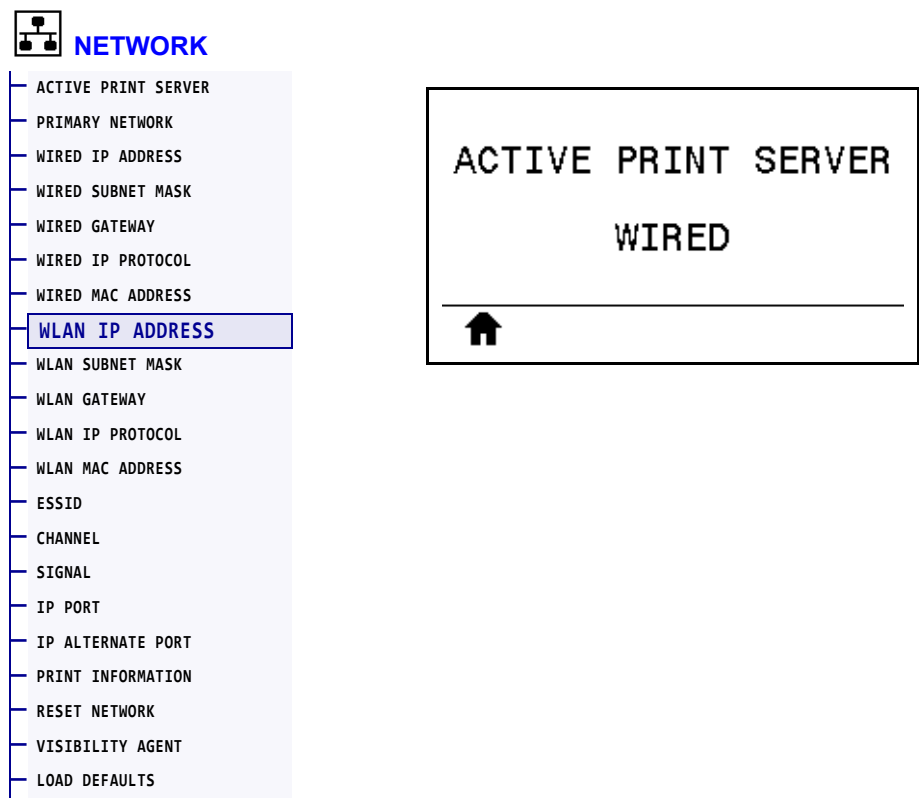 NETWORK
ACTIVE PRINT SERVER
PRIMARY NETWORK
WIRED IP ADDRESS
WIRED SUBNET MASK
WIRED GATEWAY
WIRED IP PROTOCOL
WIRED MAC ADDRESS
WLAN IP ADDRESS
WLAN SUBNET MASK
WLAN GATEWAY
WLAN IP PROTOCOL
WLAN MAC ADDRESS
ESSID
CHANNEL
SIGNAL
IP PORT
IP ALTERNATE PORT
PRINT INFORMATION
RESET NETWORK
VISIBILITY AGENT
LOAD DEFAULTS
ACTIVE PRINT SERVER
WIRED